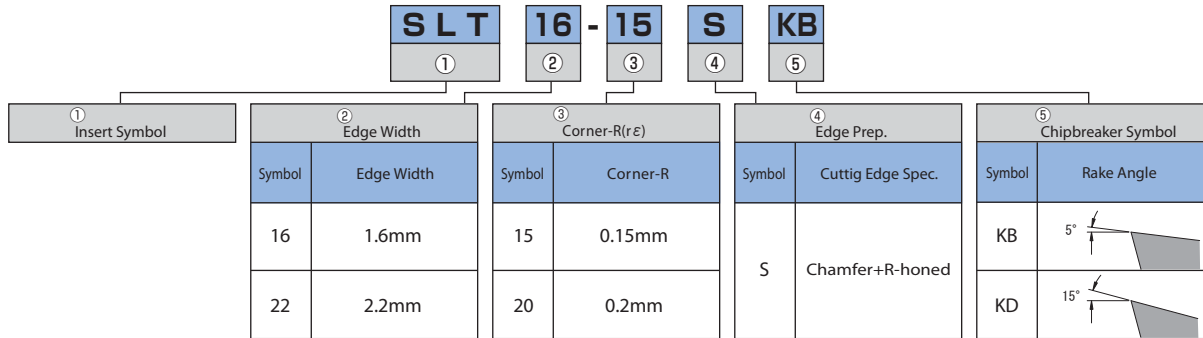 SLT 16 - 15 S KB
① ② ③ ④ ⑤
① Insert Symbol
② Edge Width
Symbol Edge Width
16 1.6mm
22 2.2mm
③ Corner-R(rε)
Symbol Corner-R
15 0.15mm
20 0.2mm
④ Edge Prep.
Symbol Cuttig Edge Spec.
S Chamfer+R-honed
⑤ Chipbreaker Symbol
Symbol Rake Angle
KB 5°
KD 15°